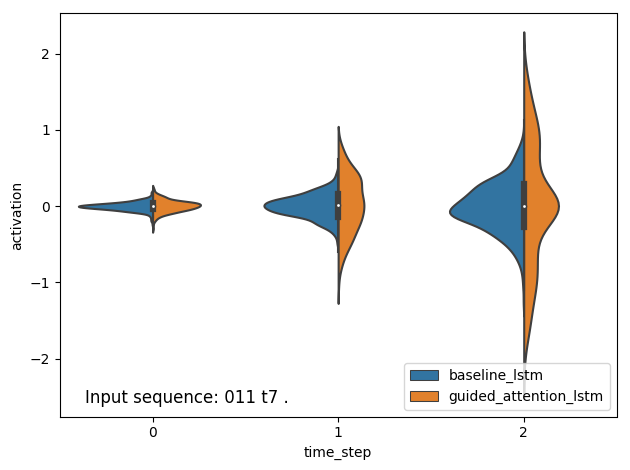 2
1
0
−1
−2
activation
baseline_lstm
guided_attention_lstm
Input sequence: 011 t7 .
0
1
2
time_step